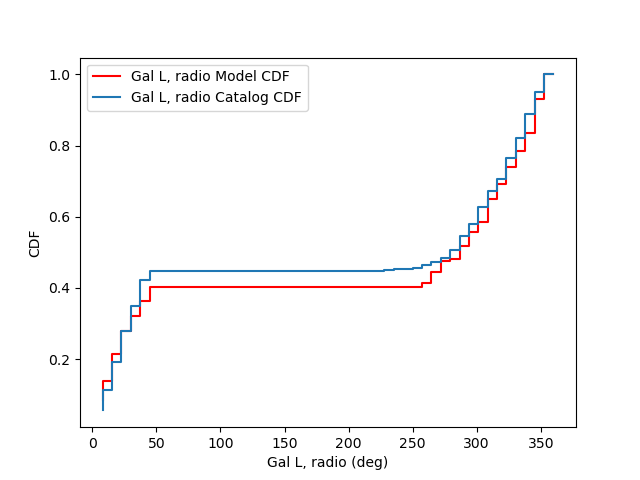 Gal L, radio Model CDF
Gal L, radio Catalog CDF
1.0
0.8
0.6
0.4
0.2
CDF
0 50 100 150 200 250 300 350
Gal L, radio (deg)